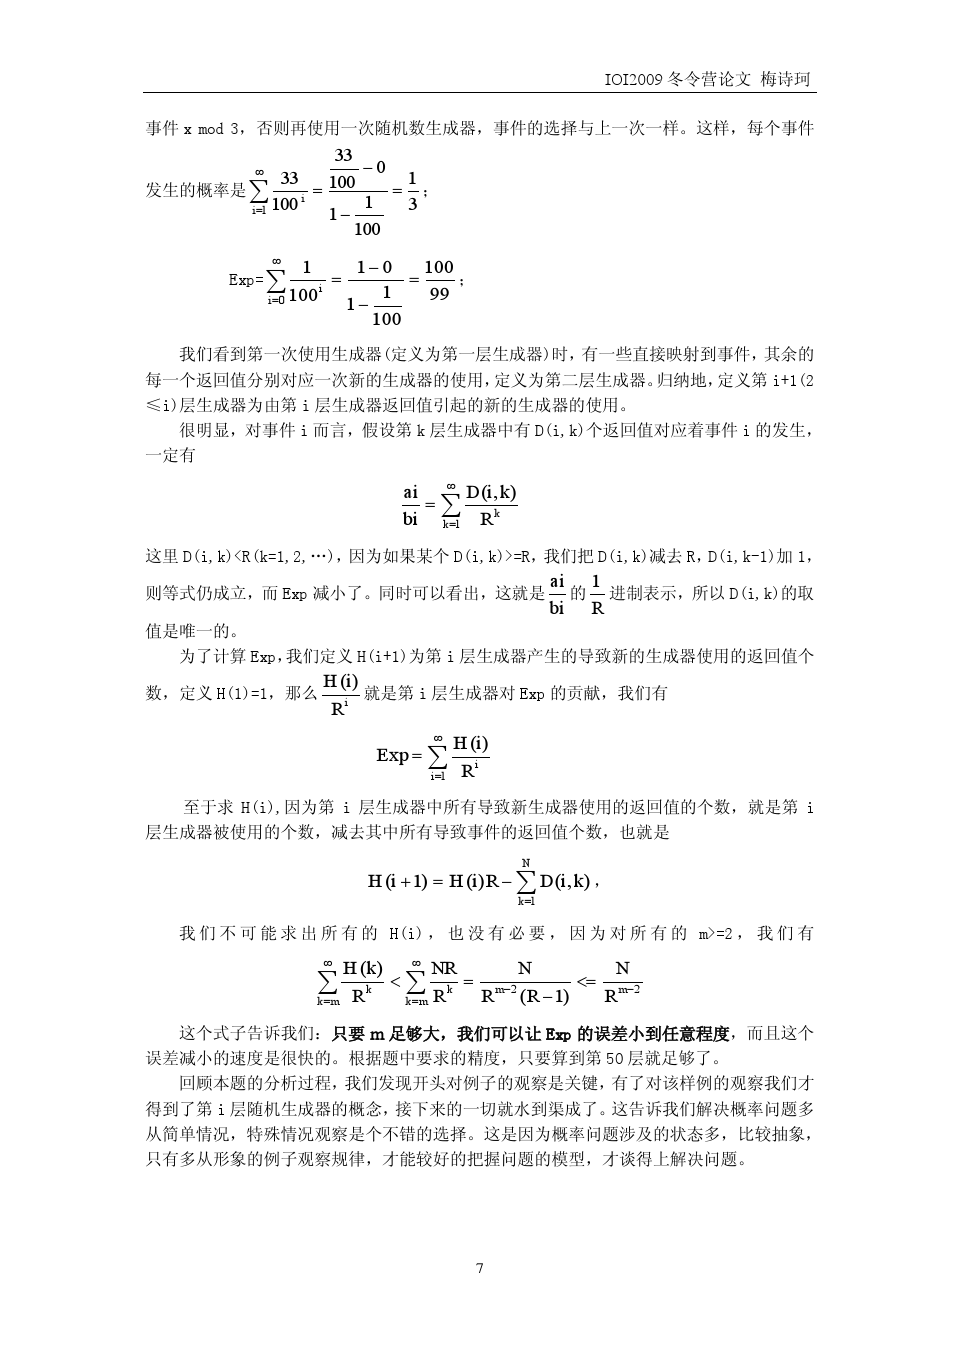 IOI2009 冬令营论文 梅诗珂
事件 x mod 3，否则再使用一次随机数生成器，事件的选择与上一次一样。这样，每个事件
发生的概率是 \sum_{i=1}^{∞} \frac{33}{100^i} = \frac{\frac{33}{100}-0}{1-\frac{1}{100}} = \frac{1}{3}；
Exp= \sum_{i=0}^{∞} \frac{1}{100^i} = \frac{1-0}{1-\frac{1}{100}} = \frac{100}{99}；
我们看到第一次使用生成器(定义为第一层生成器)时，有一些直接映射到事件，其余的
每一个返回值分别对应一次新的生成器的使用，定义为第二层生成器。归纳地，定义第 i+1(2
≤i)层生成器为由第 i 层生成器返回值引起的新的生成器的使用。
很明显，对事件 i 而言，假设第 k 层生成器中有 D(i,k)个返回值对应着事件 i 的发生，
一定有
\frac{ai}{bi} = \sum_{k=1}^{∞} \frac{D(i,k)}{R^k}
这里 D(i,k)<R(k=1,2,…)，因为如果某个 D(i,k)>=R，我们把 D(i,k)减去 R，D(i,k-1)加 1，
则等式仍成立，而 Exp 减小了。同时可以看出，这就是 \frac{ai}{bi} 的 \frac{1}{R} 进制表示，所以 D(i,k)的取
值是唯一的。
为了计算 Exp，我们定义 H(i+1)为第 i 层生成器产生的导致新的生成器使用的返回值个
数，定义 H(1)=1，那么 \frac{H(i)}{R^i} 就是第 i 层生成器对 Exp 的贡献，我们有
Exp = \sum_{i=1}^{∞} \frac{H(i)}{R^i}
至于求 H(i),因为第 i 层生成器中所有导致新生成器使用的返回值的个数，就是第 i
层生成器被使用的个数，减去其中所有导致事件的返回值个数，也就是
H(i+1) = H(i)R - \sum_{k=1}^{N} D(i,k)，
我们不可能求出所有的 H(i)，也没有必要，因为对所有的 m>=2，我们有
\sum_{k=m}^{∞} \frac{H(k)}{R^k} < \sum_{k=m}^{∞} \frac{NR}{R^k} = \frac{N}{R^{m-2}(R-1)} <= \frac{N}{R^{m-2}}
这个式子告诉我们：只要 m 足够大，我们可以让 Exp 的误差小到任意程度，而且这个
误差减小的速度是很快的。根据题中要求的精度，只要算到第 50 层就足够了。
回顾本题的分析过程，我们发现开头对例子的观察是关键，有了对该样例的观察我们才
得到了第 i 层随机生成器的概念，接下来的一切就水到渠成了。这告诉我们解决概率问题多
从简单情况，特殊情况观察是个不错的选择。这是因为概率问题涉及的状态多，比较抽象，
只有多从形象的例子观察规律，才能较好的把握问题的模型，才谈得上解决问题。
7